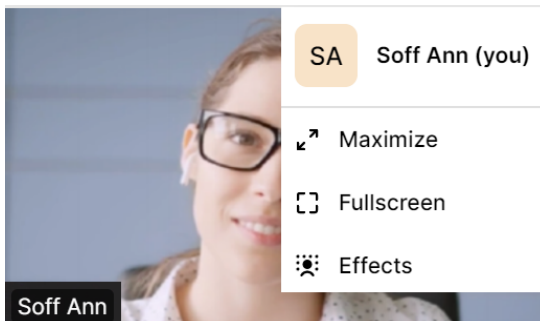 SA
Soff Ann (you)
Maximize
Fullscreen
Effects
Soff Ann